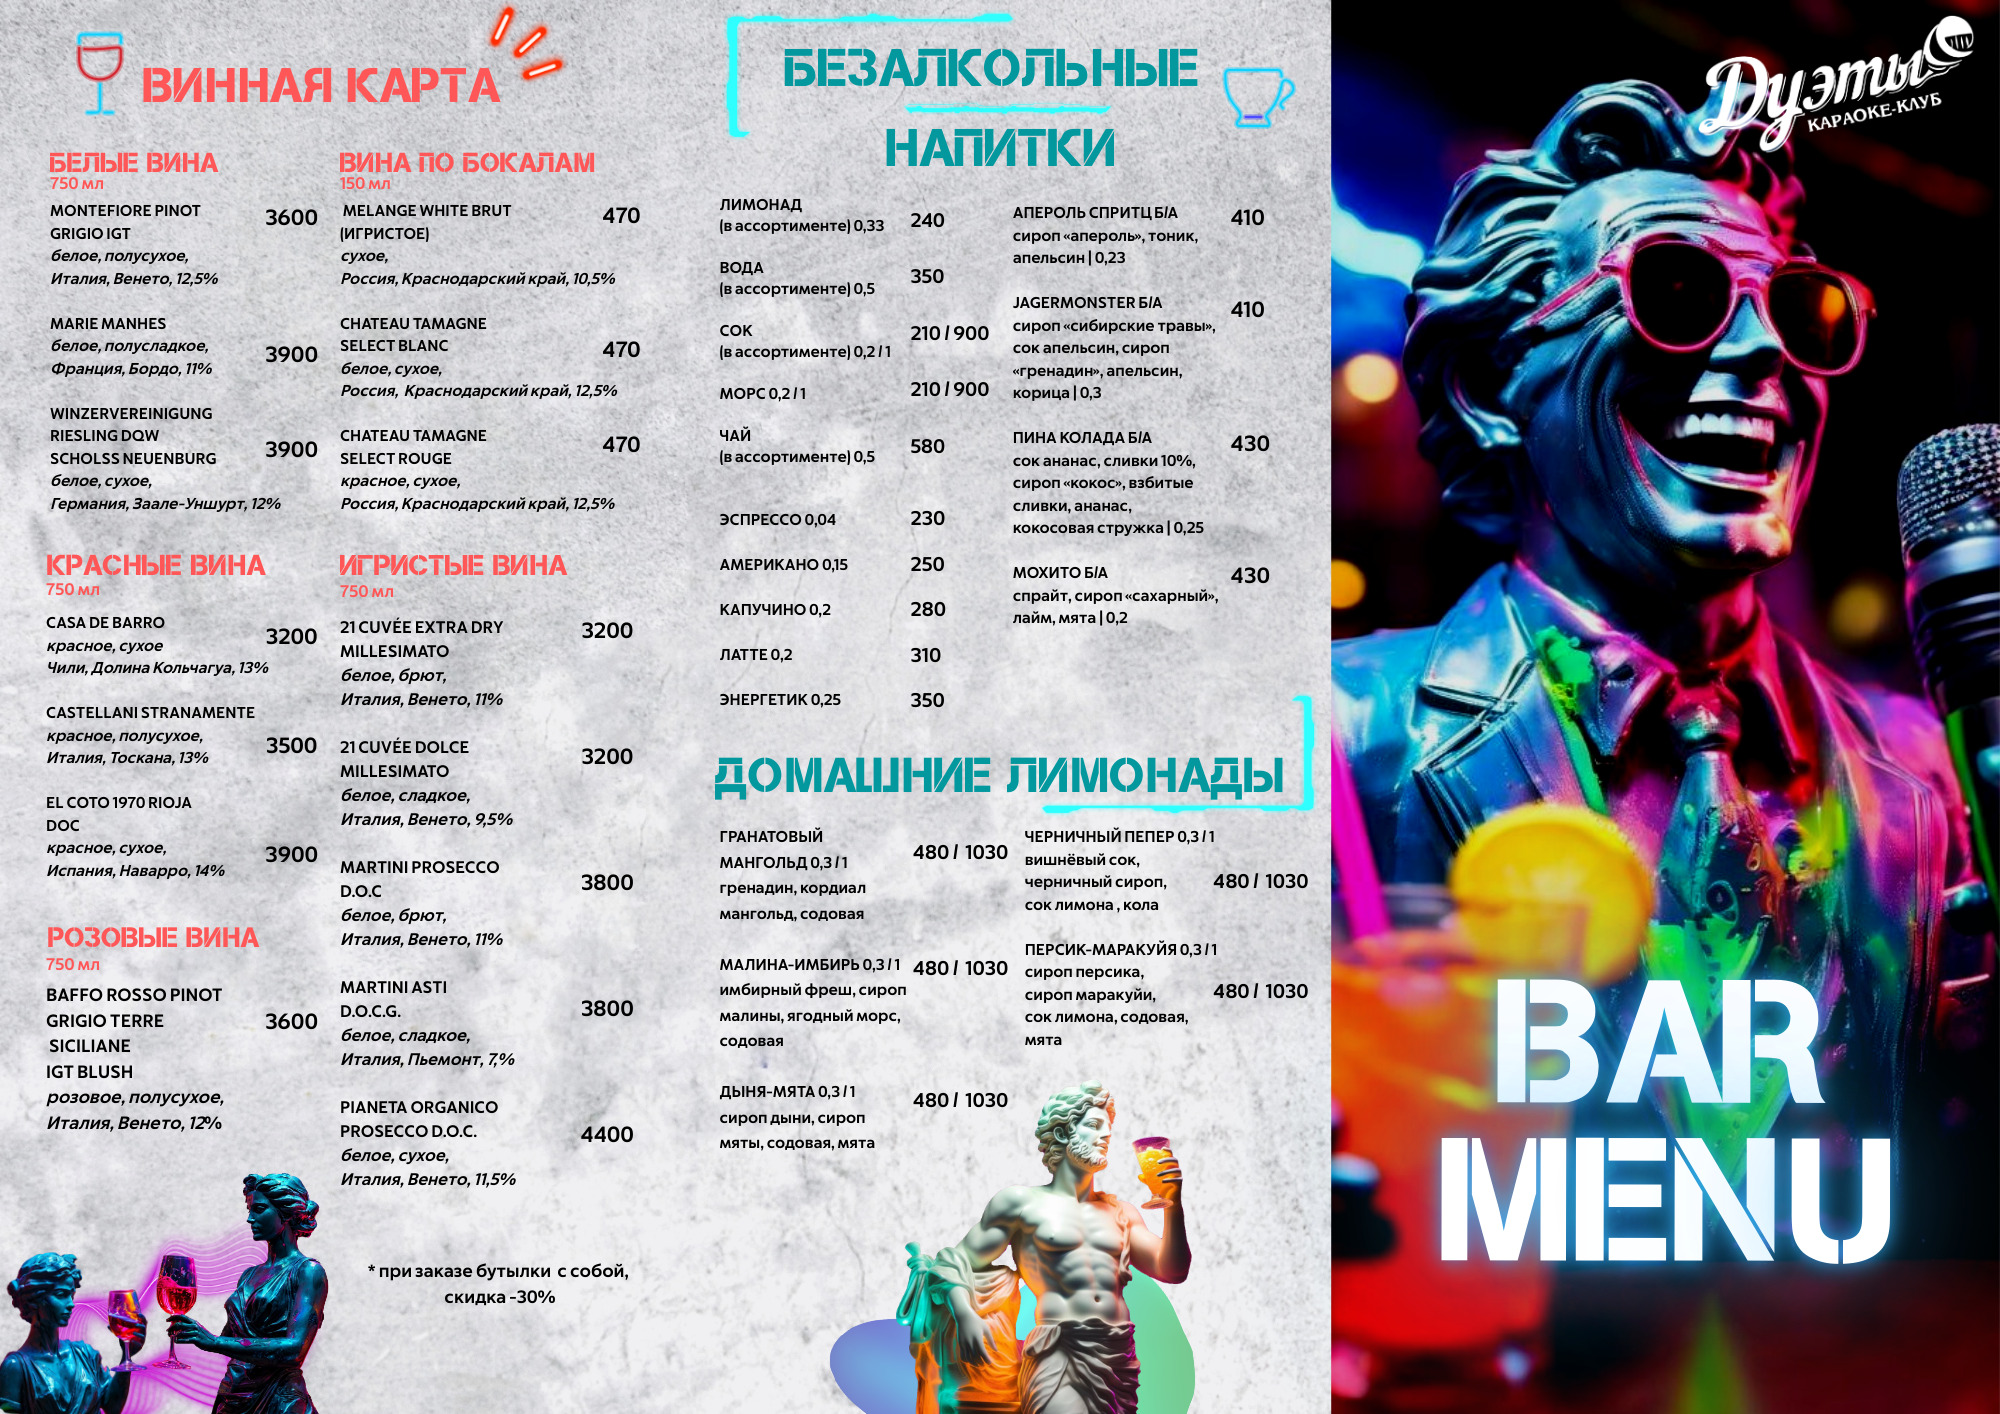 ВИННАЯ КАРТА
БЕЛЫЕ ВИНА
750 мл
MONTEFIORE PINOT
GRIGIO IGT
3600
белое, полусухое,
Италия, Венето, 12,5%
MARIE MANHES
белое, полусладкое,
3900
Франция, Бордо, 11%
WINZERVEREINIGUNG
RIESLING DQW
SCHOLSS NEUENBURG
3900
белое, сухое,
Германия, Заале-Уншурт, 12%
КРАСНЫЕ ВИНА
750 мл
CASA DE BARRO
3200
красное, сухое
Чили, Долина Кольчагуа, 13%
CASTELLANI STRANAMENTE
красное, полусухое,
3500
Италия, Тоскана, 13%
EL COTO 1970 RIOJA
DOC
красное, сухое,
3900
Испания, Наварро, 14%
РОЗОВЫЕ ВИНА
750 мл
BAFFO ROSSO PINOT
GRIGIO TERRE
3600
SICILIANE
IGT BLUSH
розовое, полусухое,
Италия, Венето, 12%
ВИНА ПО БОКАЛАМ
150 мл
MELANGE WHITE BRUT
470
(ИГРИСТОЕ)
сухое,
Россия, Краснодарский край, 10,5%
CHATEAU TAMAGNE
SELECT BLANC
470
белое, сухое,
Россия, Краснодарский край, 12,5%
CHATEAU TAMAGNE
470
SELECT ROUGE
красное, сухое,
Россия, Краснодарский край, 12,5%
ИГРИСТЫЕ ВИНА
750 мл
21 CUVÉE EXTRA DRY
3200
MILLESIMATO
белое, брют,
Италия, Венето, 11%
21 CUVÉE DOLCE
3200
MILLESIMATO
белое, сладкое,
Италия, Венето, 9,5%
MARTINI PROSECCO
3800
D.O.C
белое, брют,
Италия, Венето, 11%
MARTINI ASTI
3800
D.O.C.G.
белое, сладкое,
Италия, Пьемонт, 7,%
PIANETA ORGANICO
PROSECCO D.O.C.
4400
белое, сухое,
Италия, Венето, 11,5%
* при заказе бутылки с собой,
скидка -30%
БЕЗАЛКОЛЬНЫЕ
НАПИТКИ
ЛИМОНАД
(в ассортименте) 0,33
240
ВОДА
(в ассортименте) 0,5
350
СОК
(в ассортименте) 0,2 / 1
210 / 900
МОРС 0,2 / 1
210 / 900
ЧАЙ
(в ассортименте) 0,5
580
ЭСПРЕССО 0,04
230
АМЕРИКАНО 0,15
250
КАПУЧИНО 0,2
280
ЛАТТЕ 0,2
310
ЭНЕРГЕТИК 0,25
350
АПЕРОЛЬ СПРИТЦ Б/А
410
сироп «апероль», тоник,
апельсин | 0,23
JAGERMONSTER Б/А
410
сироп «сибирские травы»,
сок апельсин, сироп
«гренадин», апельсин,
корица | 0,3
ПИНА КОЛАДА Б/А
430
сок ананас, сливки 10%,
сироп «кокос», взбитые
сливки, ананас,
кокосовая стружка | 0,25
МОХИТО Б/А
430
спрайт, сироп «сахарный»,
лайм, мята | 0,2
ДОМАШНИЕ ЛИМОНАДЫ
ГРАНАТОВЫЙ
МАНГОЛЬД 0,3 / 1
480 / 1030
гренадин, кордиал
мангольд, содовая
МАЛИНА-ИМБИРЬ 0,3 / 1
480 / 1030
имбирный фреш, сироп
малины, ягодный морс,
содовая
ДЫНЯ-МЯТА 0,3 / 1
480 / 1030
сироп дыни, сироп
мяты, содовая, мята
ЧЕРНИЧНЫЙ ПЕПЕР 0,3 / 1
вишнёвый сок,
черничный сироп,
480 / 1030
сок лимона , кола
ПЕРСИК-МАРАКУЙЯ 0,3 / 1
сироп персика,
сироп маракуйи,
480 / 1030
сок лимона, содовая,
мята
Дуэты
КАРАОКЕ-КЛУБ
BAR
MENU